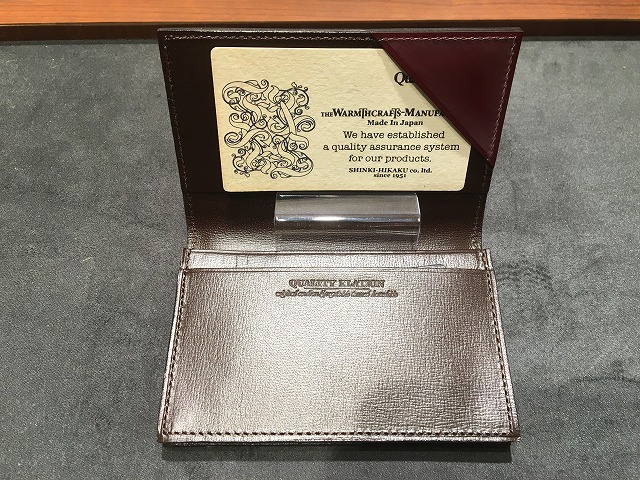 Qu
THE WARMTHCRAFTS-MANUFA
Made In Japan
We have established
a quality assurance system
for our products.
SHINKI-HIKAKU co. ltd.
since 1951
QUALITY